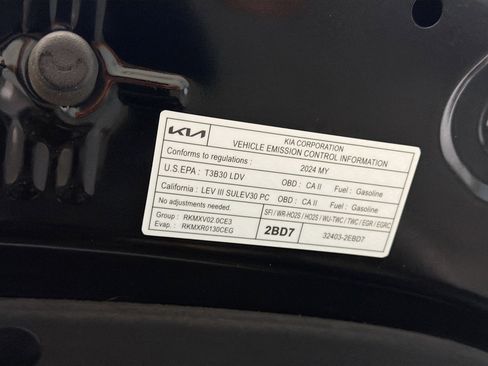 KIA
KIA CORPORATION
VEHICLE EMISSION CONTROL INFORMATION
Conforms to regulations : 2024 MY
U.S.EPA : T3B30 LDV OBD : CA II Fuel : Gasoline
California : LEV III SULEV30 PC OBD : CA II Fuel : Gasoline
No adjustments needed. SFI / WR-HO2S / HO2S / WU-TWC / TWC / EGR / EGRC
Group : RKMXV02.0CE3
Evap. : RKMXR0130CEG
2BD7 32403-2EBD7